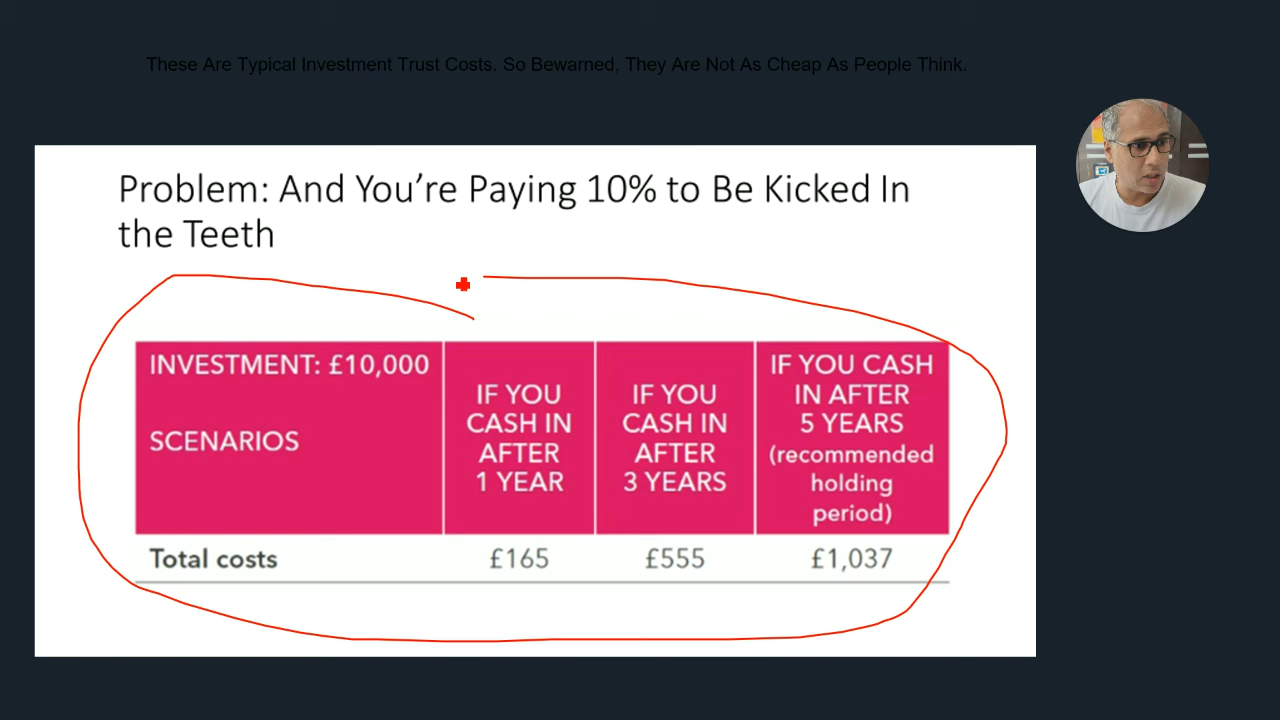 These Are Typical Investment Trust Costs. So Bewarned, They Are Not As Cheap As People Think.
Problem: And You’re Paying 10% to Be Kicked In
the Teeth
INVESTMENT: £10,000
SCENARIOS
IF YOU
CASH IN
AFTER
1 YEAR
IF YOU
CASH IN
AFTER
3 YEARS
IF YOU CASH
IN AFTER
5 YEARS
(recommended
holding
period)
Total costs
£165
£555
£1,037